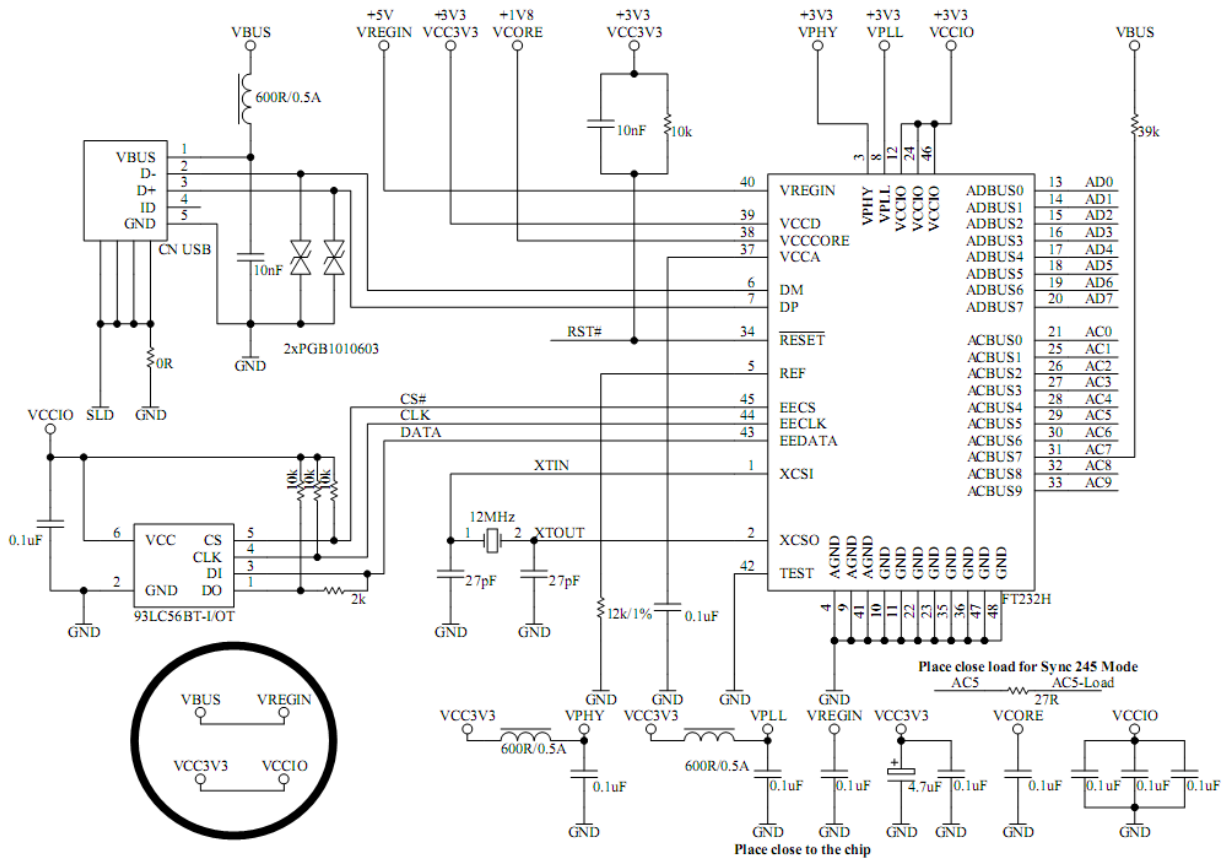 +5V
VREGIN
+3V3
VCC3V3
+1V8
VCORE
+3V3
VCC3V3
+3V3
VPHY
+3V3
VPLL
+3V3
VCCIO
VBUS
VBUS
600R/0.5A
10nF
10k
39k
VBUS 1
D- 2
D+ 3
ID 4
GND 5
CN USB
10nF
2xPGB1010603
GND
0R
SLD
GND
3 VPHY
8 VPLL
12 VCCIO
24 VCCIO
46 VCCIO
40 VREGIN
39 VCCD
38 VCCCORE
37 VCCA
6 DM
7 DP
RST# 34 RESET
5 REF
CS# 45 EECS
CLK 44 EECLK
DATA 43 EEDATA
XTIN 1 XCSI
XTOUT 2 XCSO
42 TEST
ADBUS0 13 AD0
ADBUS1 14 AD1
ADBUS2 15 AD2
ADBUS3 16 AD3
ADBUS4 17 AD4
ADBUS5 18 AD5
ADBUS6 19 AD6
ADBUS7 20 AD7
ACBUS0 21 AC0
ACBUS1 25 AC1
ACBUS2 26 AC2
ACBUS3 27 AC3
ACBUS4 28 AC4
ACBUS5 29 AC5
ACBUS6 30 AC6
ACBUS7 31 AC7
ACBUS8 32 AC8
ACBUS9 33 AC9
AGND 4
AGND 9
AGND 41
GND 10
GND 11
GND 22
GND 23
GND 35
GND 36
GND 47
GND 48
FT232H
GND
VCCIO
0.1uF
GND
10k
10k
10k
6 VCC CS 5
CLK 4
DI 3
2 GND DO 1
93LC56BT-I/OT
2k
12MHz
1 2
27pF
27pF
GND
GND
12k/1%
GND
0.1uF
GND
GND
Place close load for Sync 245 Mode
AC5 AC5-Load
27R
VBUS VREGIN
VCC3V3 VCCIO
VCC3V3 VPHY
600R/0.5A
0.1uF
GND
VCC3V3 VPLL
600R/0.5A
0.1uF
GND
VREGIN
0.1uF
GND
VCC3V3
+
4.7uF
0.1uF
GND
GND
VCORE
0.1uF
GND
VCCIO
0.1uF
0.1uF
0.1uF
GND
Place close to the chip